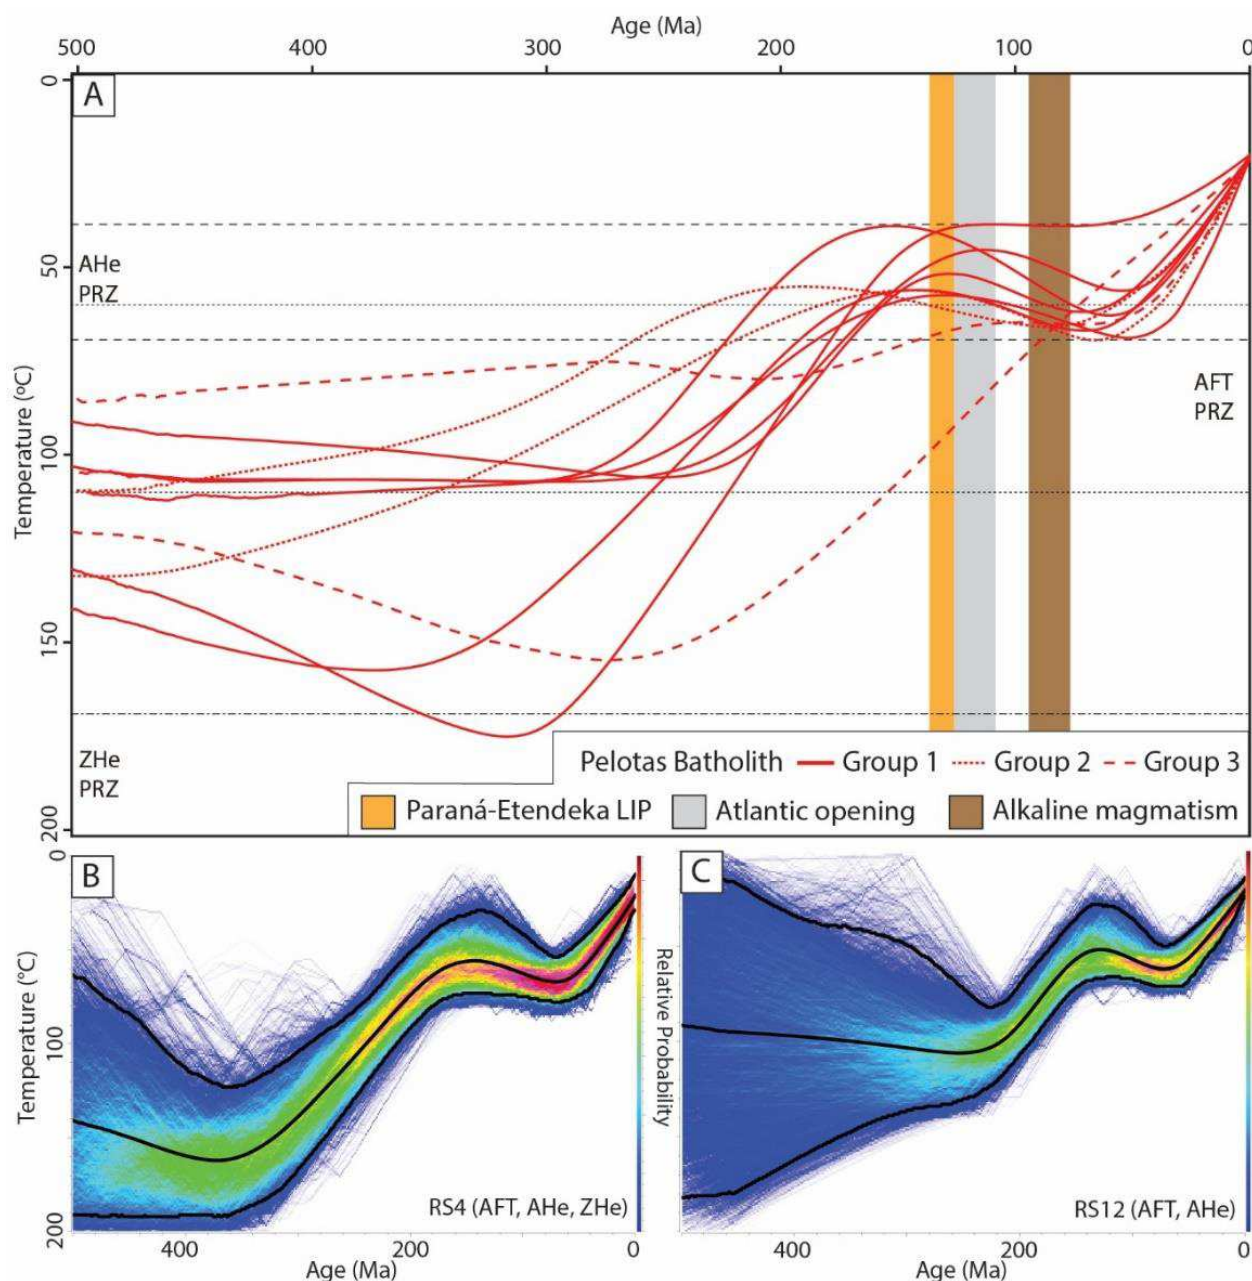 Age (Ma)
500 400 300 200 100 0
A
0
50
100
150
200
Temperature (ºC)
AHe
PRZ
AFT
PRZ
ZHe
PRZ
Pelotas Batholith Group 1 Group 2 Group 3
Paraná-Etendeka LIP Atlantic opening Alkaline magmatism
B
0
100
200
Temperature (°C)
RS4 (AFT, AHe, ZHe)
400 200 0
Age (Ma)
Relative Probability
C
RS12 (AFT, AHe)
400 200 0
Age (Ma)